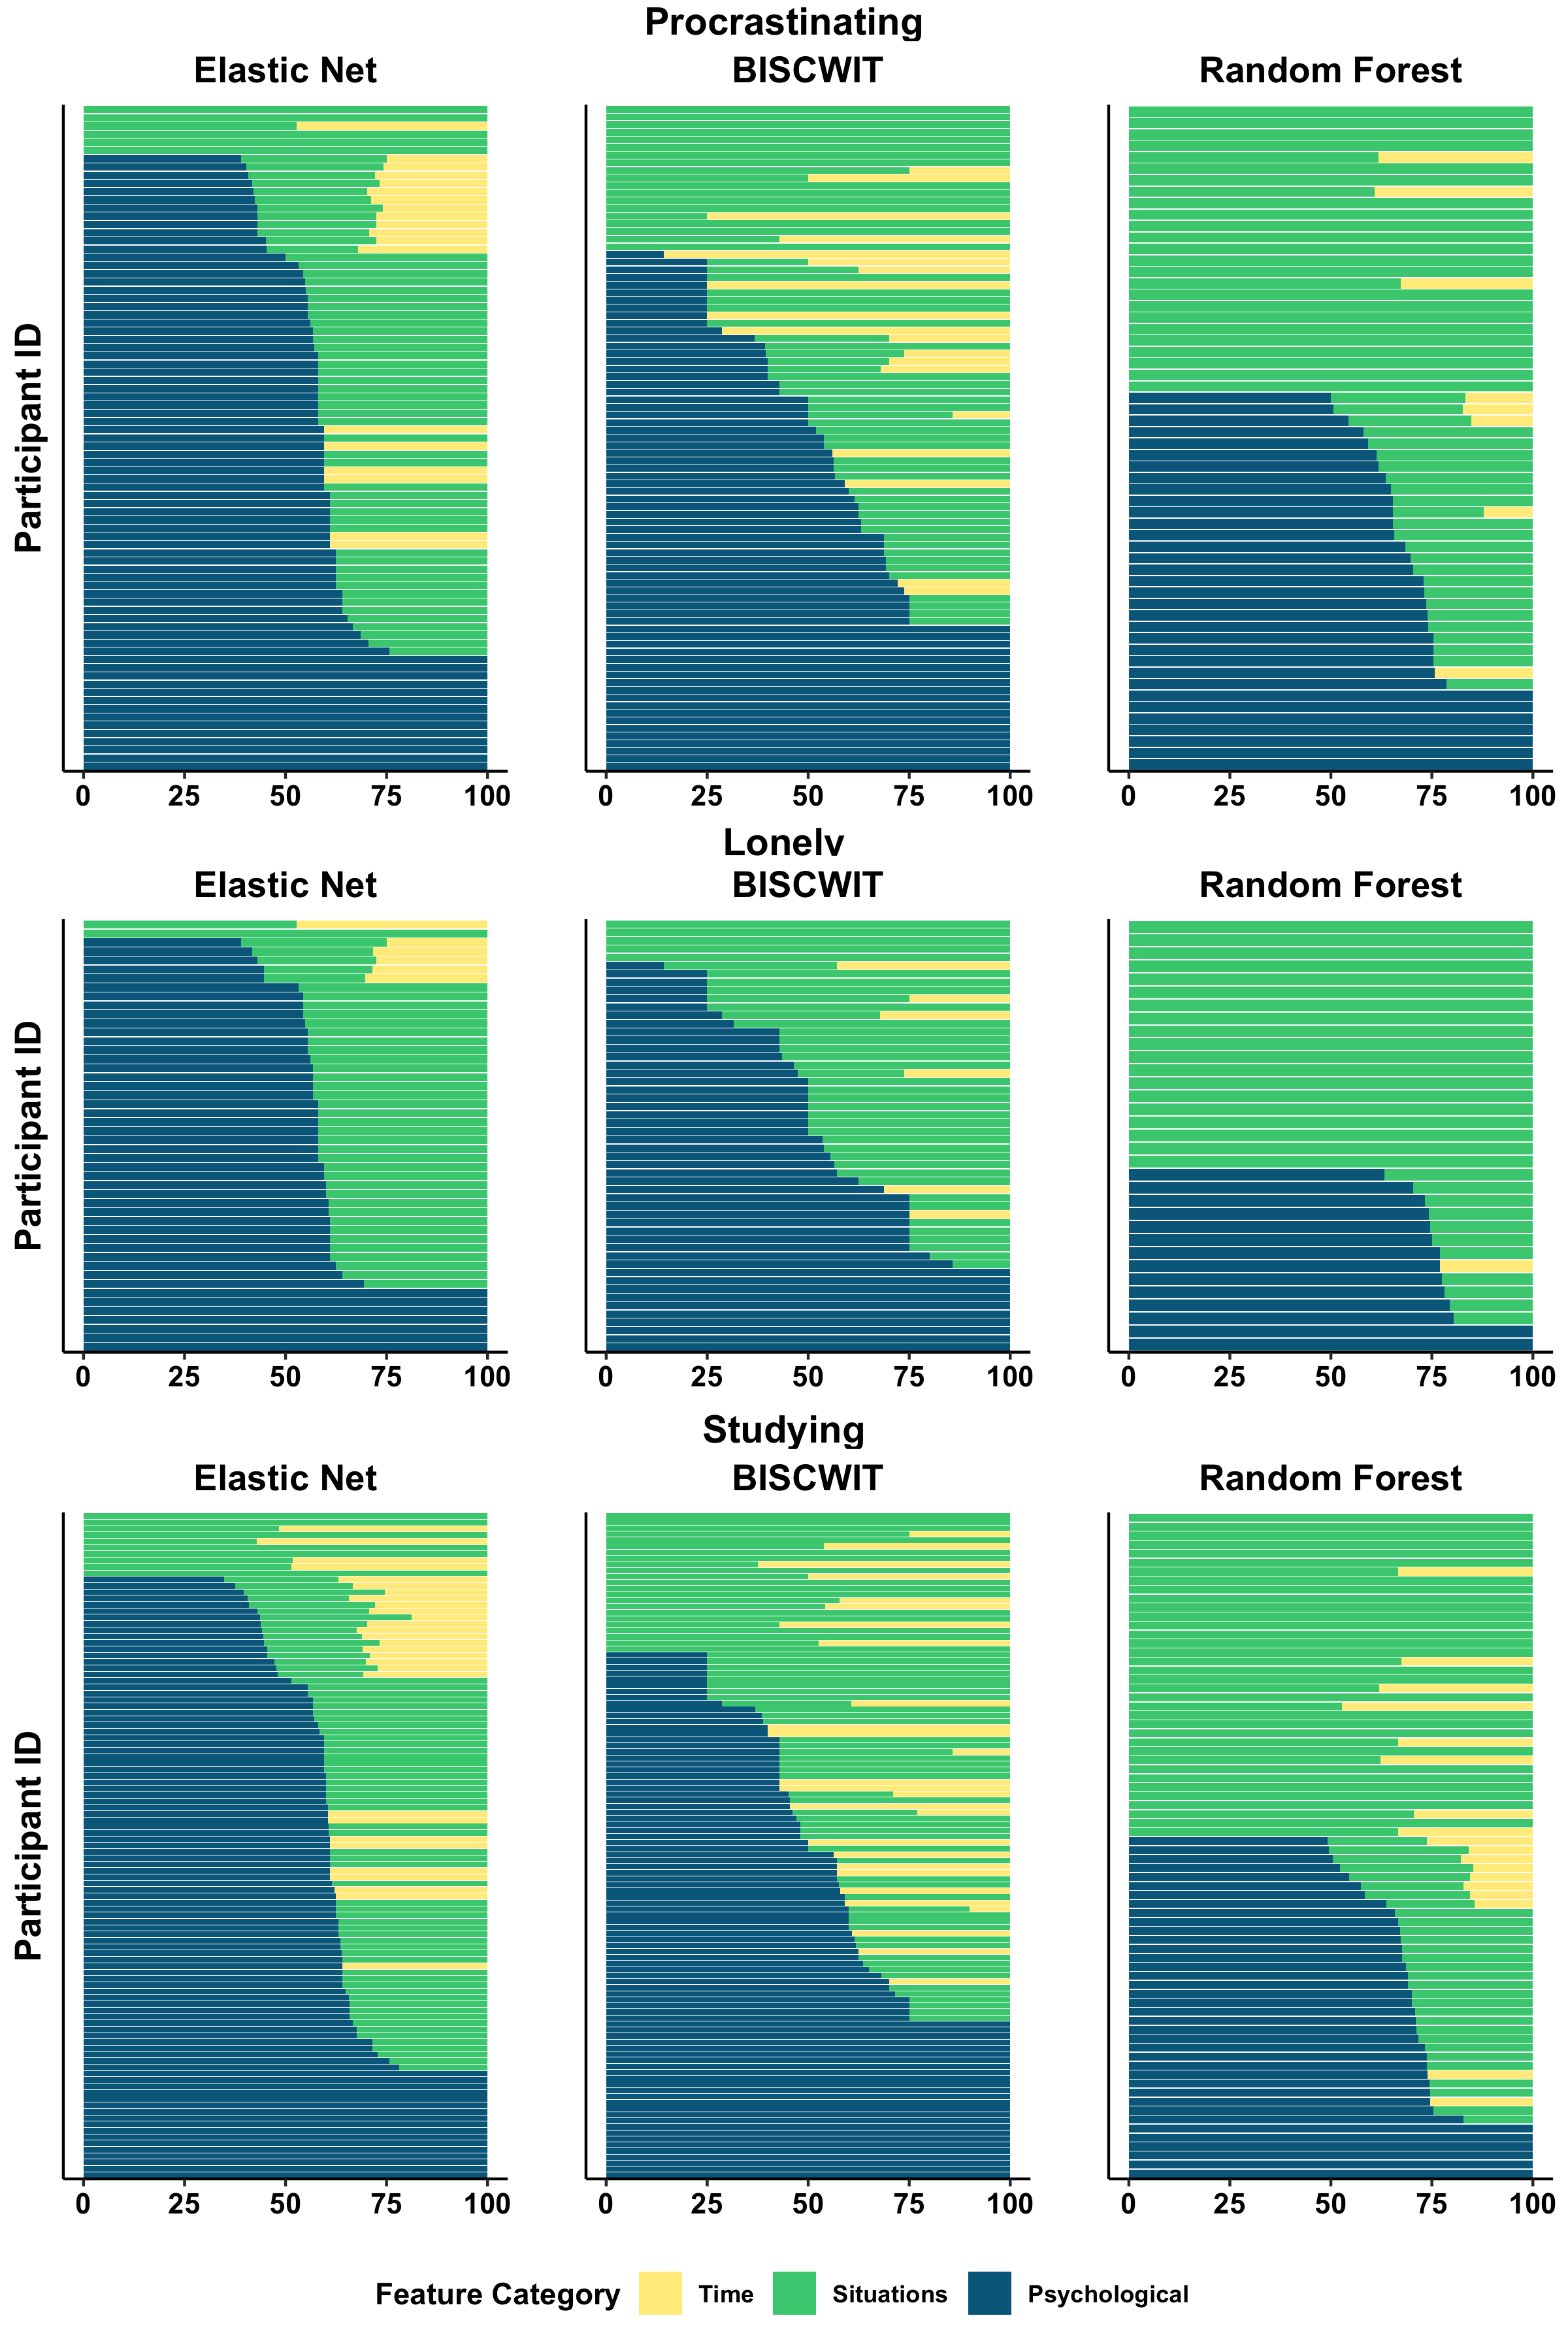 Procrastinating
Elastic Net BISCWIT Random Forest
Participant ID
0 25 50 75 100 0 25 50 75 100 0 25 50 75 100
Lonely
Elastic Net BISCWIT Random Forest
Participant ID
0 25 50 75 100 0 25 50 75 100 0 25 50 75 100
Studying
Elastic Net BISCWIT Random Forest
Participant ID
0 25 50 75 100 0 25 50 75 100 0 25 50 75 100
Feature Category Time Situations Psychological